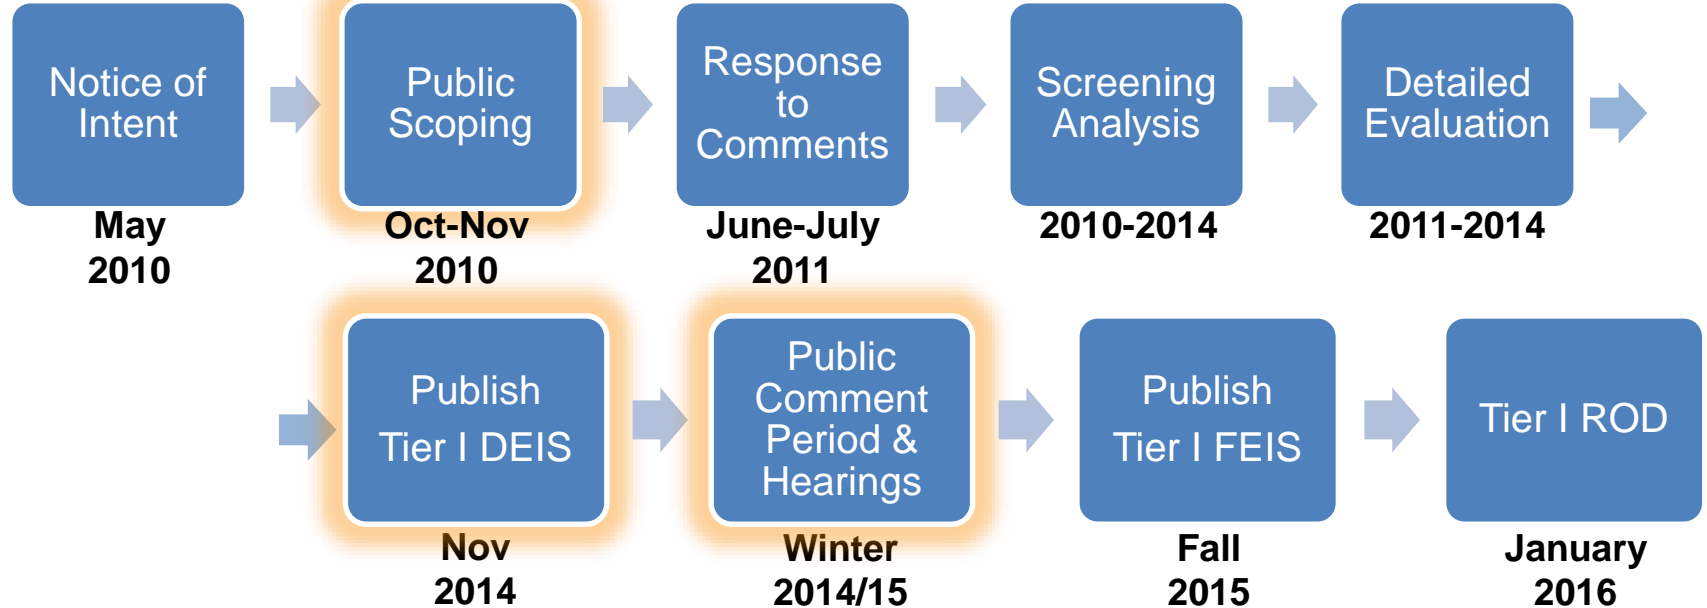 Notice of
Intent
May
2010
Public
Scoping
Oct-Nov
2010
Response
to
Comments
June-July
2011
Screening
Analysis
2010-2014
Detailed
Evaluation
2011-2014
Publish
Tier I DEIS
Nov
2014
Public
Comment
Period &
Hearings
Winter
2014/15
Publish
Tier I FEIS
Fall
2015
Tier I ROD
January
2016